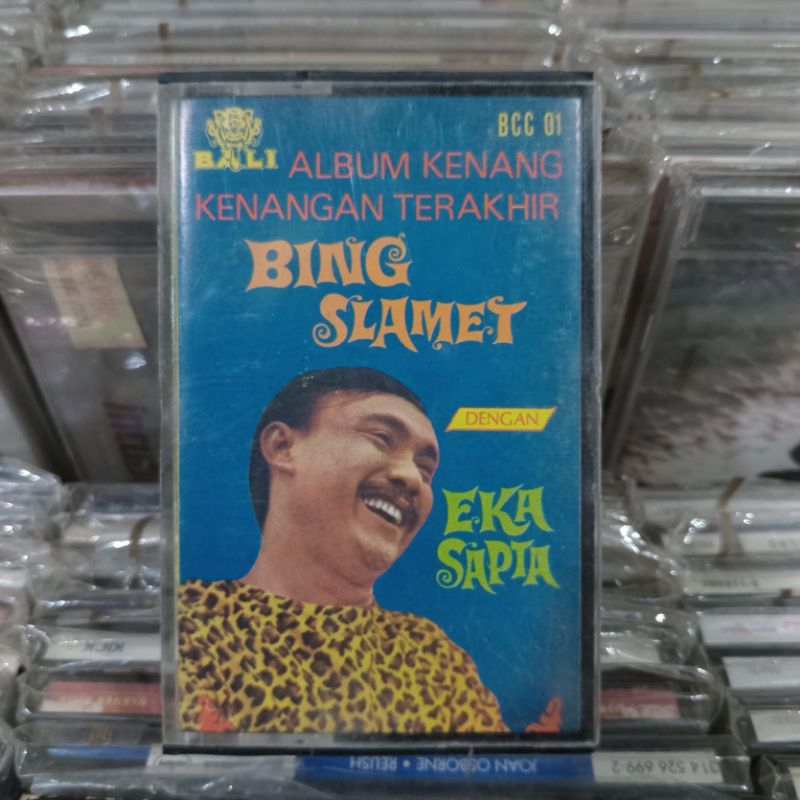 BALI
BCC 01
ALBUM KENANG
KENANGAN TERAKHIR
BING
SLAMET
DENGAN
EKA
SAPTA
KICK
JOAN OSBORNE • RELISH
314 526 699-2